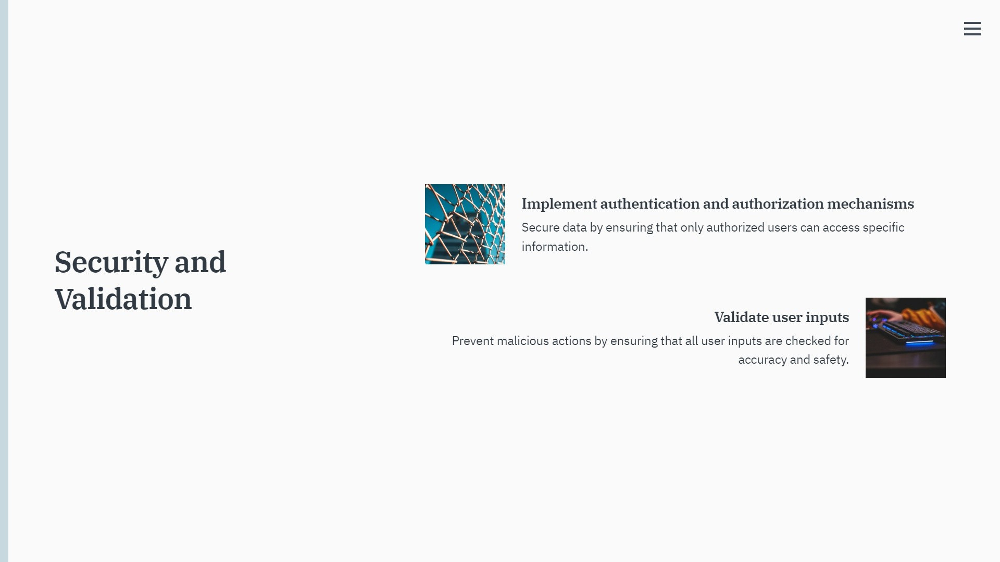 Security and
Validation
Implement authentication and authorization mechanisms
Secure data by ensuring that only authorized users can access specific
information.
Validate user inputs
Prevent malicious actions by ensuring that all user inputs are checked for
accuracy and safety.